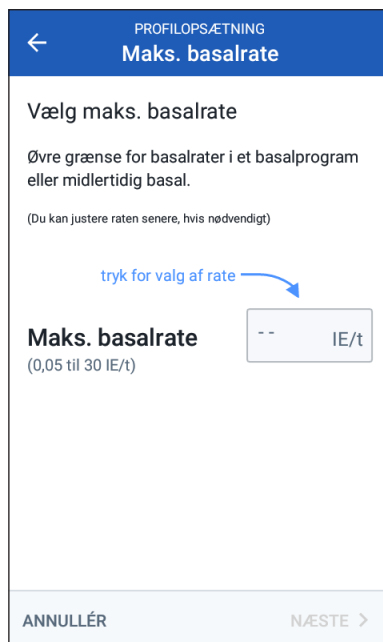 PROFILOPSÆTNING
Maks. basalrate
Vælg maks. basalrate
Øvre grænse for basalrater i et basalprogram
eller midlertidig basal.
(Du kan justere raten senere, hvis nødvendigt)
tryk for valg af rate
Maks. basalrate
-- IE/t
(0,05 til 30 IE/t)
ANNULLÉR
NÆSTE